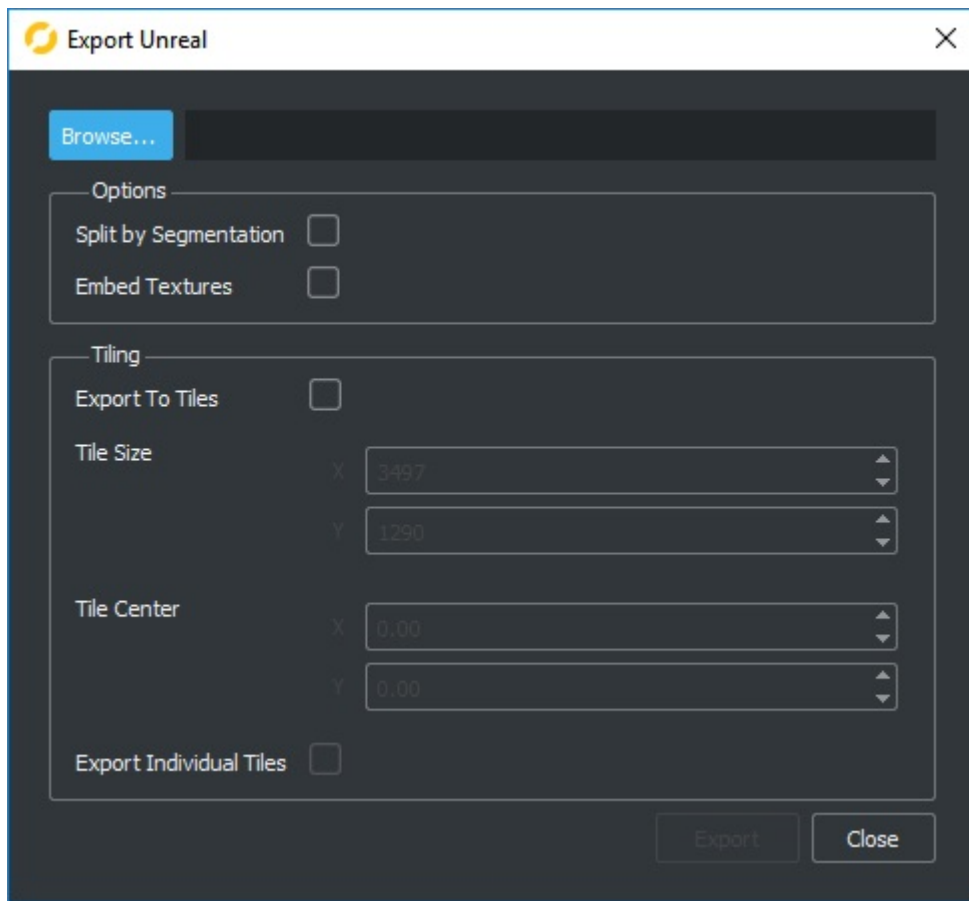 Export Unreal
Browse...
Options
Split by Segmentation
Embed Textures
Tiling
Export To Tiles
Tile Size
X 3497
Y 1290
Tile Center
X 0.00
Y 0.00
Export Individual Tiles
Export Close